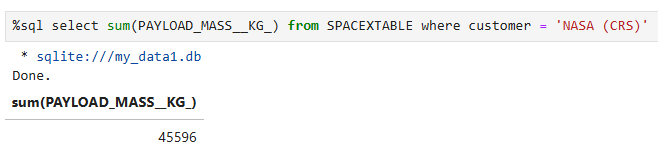 %sql select sum(PAYLOAD_MASS__KG_) from SPACEXTABLE where customer = 'NASA (CRS)'
* sqlite:///my_data1.db
Done.
sum(PAYLOAD_MASS__KG_)
45596